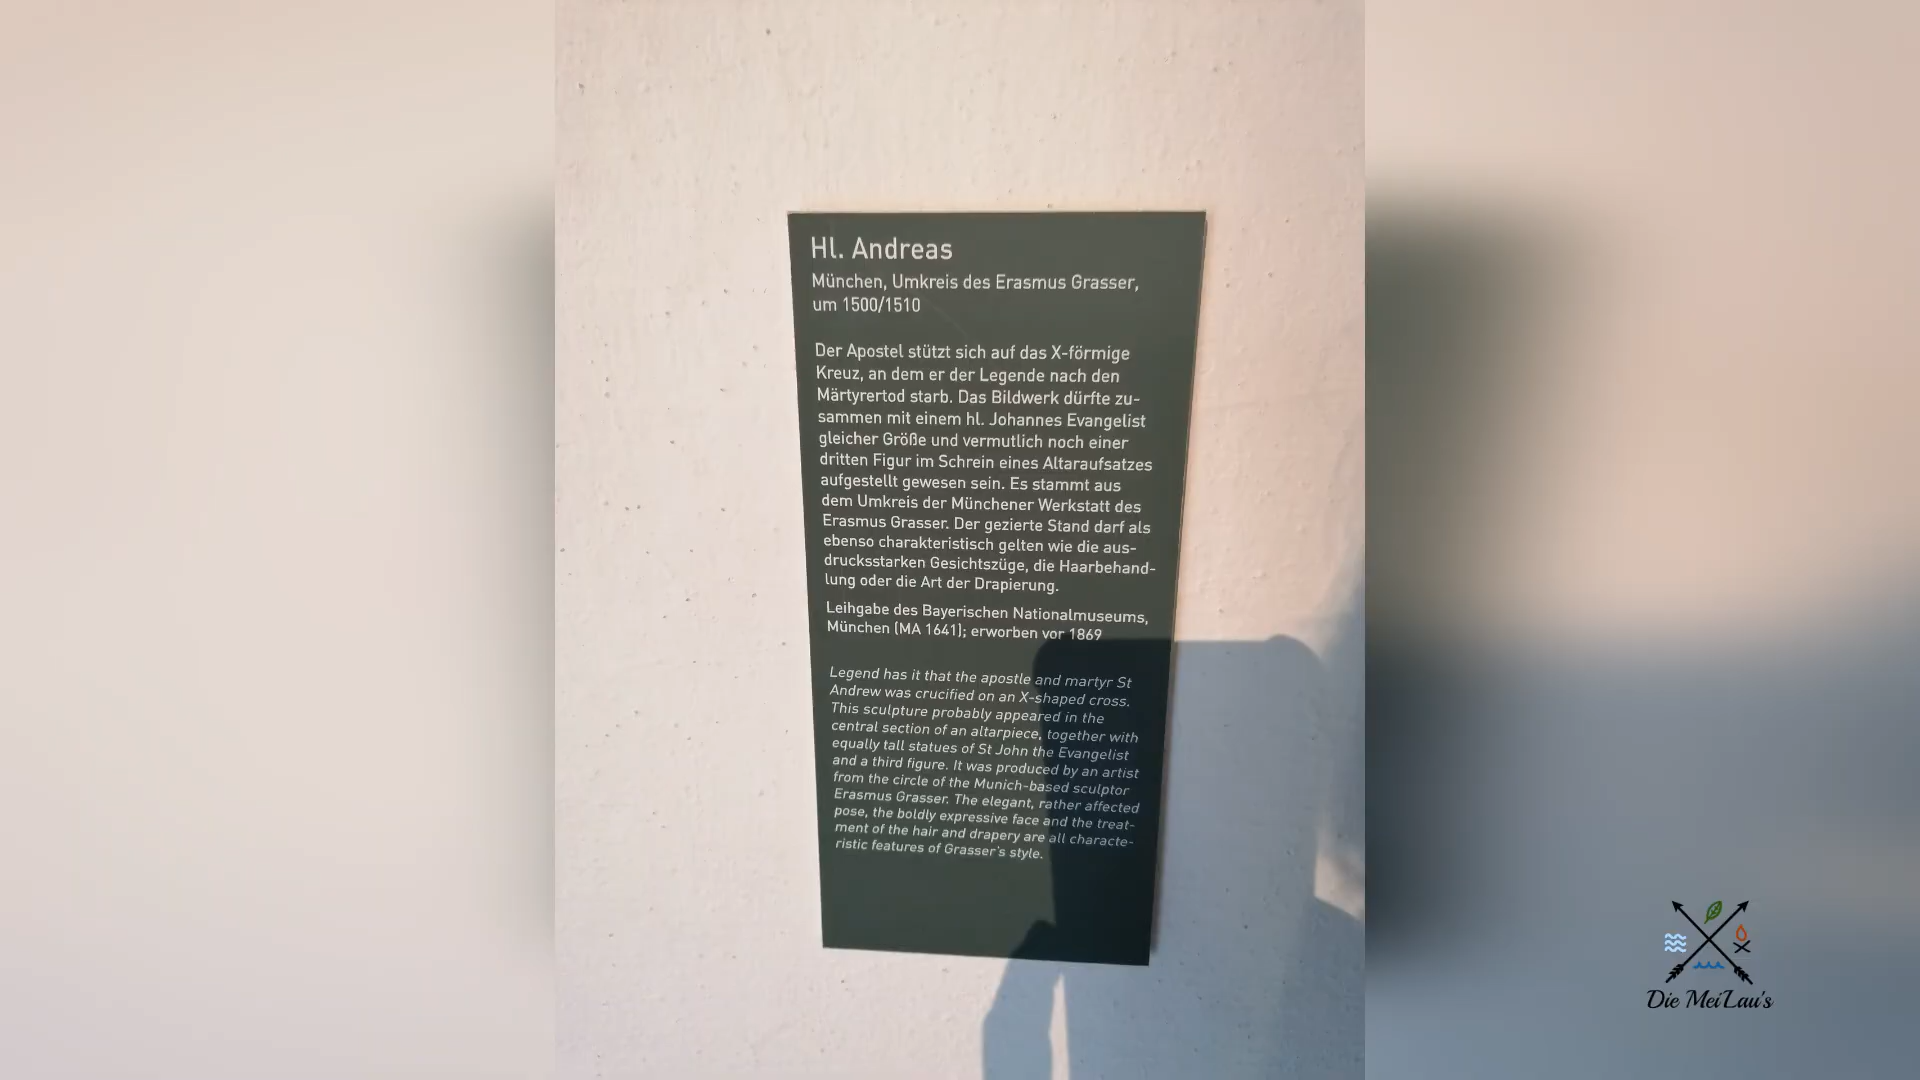 Hl. Andreas
München, Umkreis des Erasmus Grasser,
um 1500/1510
Der Apostel stützt sich auf das X-förmige
Kreuz, an dem er der Legende nach den
Märtyrertod starb. Das Bildwerk dürfte zu-
sammen mit einem hl. Johannes Evangelist
gleicher Größe und vermutlich noch einer
dritten Figur im Schrein eines Altaraufsatzes
aufgestellt gewesen sein. Es stammt aus
dem Umkreis der Münchener Werkstatt des
Erasmus Grasser. Der gezierte Stand darf als
ebenso charakteristisch gelten wie die aus-
drucksstarken Gesichtszüge, die Haarbehand-
lung oder die Art der Drapierung.
Leihgabe des Bayerischen Nationalmuseums,
München (MA 1641); erworben vor 1869
Legend has it that the apostle and martyr St
Andrew was crucified on an X-shaped cross.
This sculpture probably appeared in the
central section of an altarpiece, together with
equally tall statues of St John the Evangelist
and a third figure. It was produced by an artist
from the circle of the Munich-based sculptor
Erasmus Grasser. The elegant, rather affected
pose, the boldly expressive face and the treat-
ment of the hair and drapery are all characte-
ristic features of Grasser's style.
Die MeiLau's